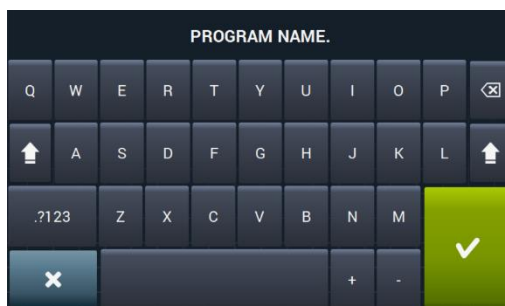 PROGRAM NAME.
Q W E R T Y U I O P
A S D F G H J K L
.?123 Z X C V B N M
+ -